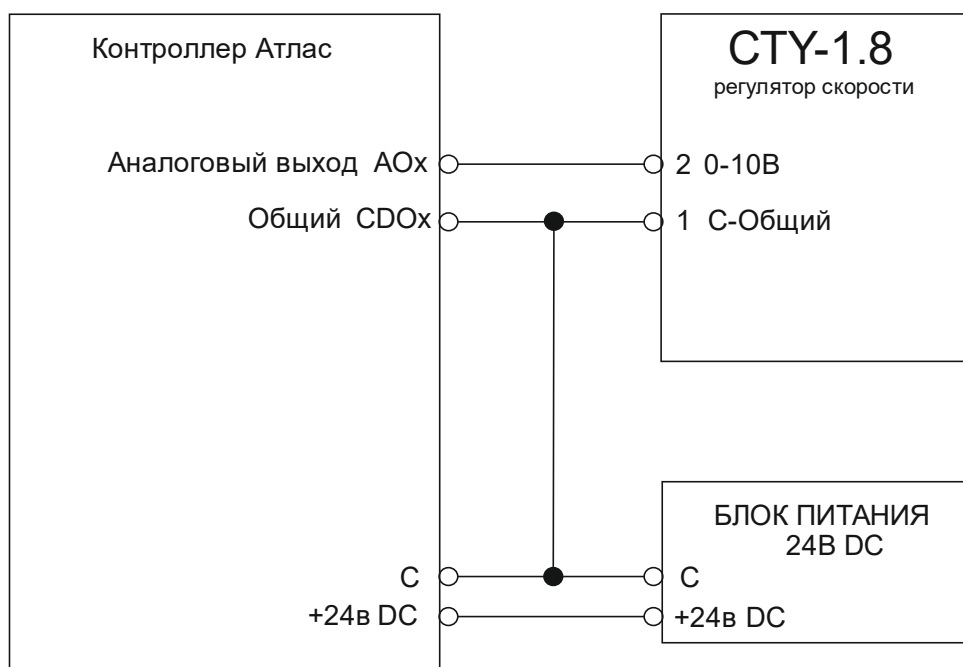 Контроллер Атлас
СТУ-1.8
регулятор скорости
Аналоговый выход AOx
2 0-10В
Общий CDOx
1 С-Общий
БЛОК ПИТАНИЯ
24В DC
С
С
+24в DC
+24в DC